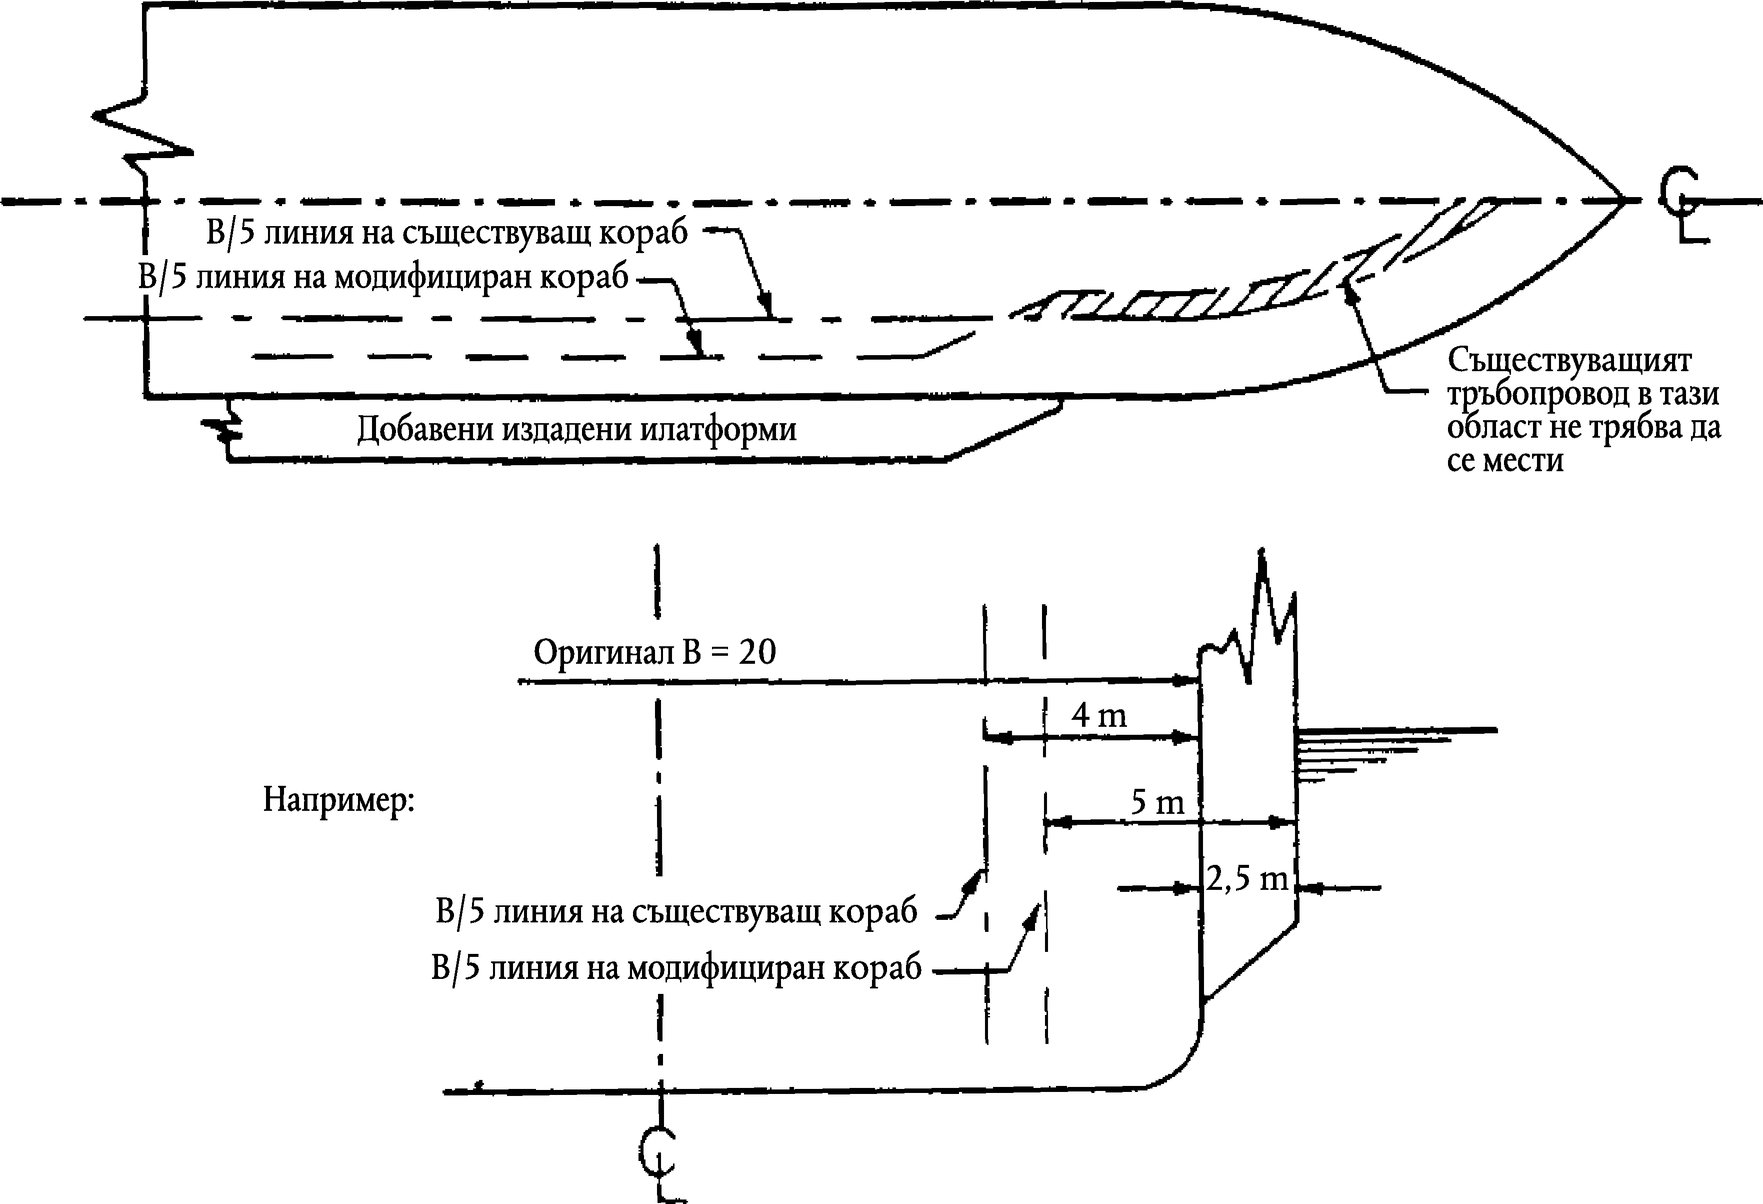 В/5 линия на съществуващ кораб
В/5 линия на модифициран кораб
Съществуващият
тръбопровод в тази
област не трябва да
се мести
Добавени издадени илатформи
Оригинал В = 20
4 m
Например:
5 m
2,5 m
В/5 линия на съществуващ кораб
В/5 линия на модифициран кораб